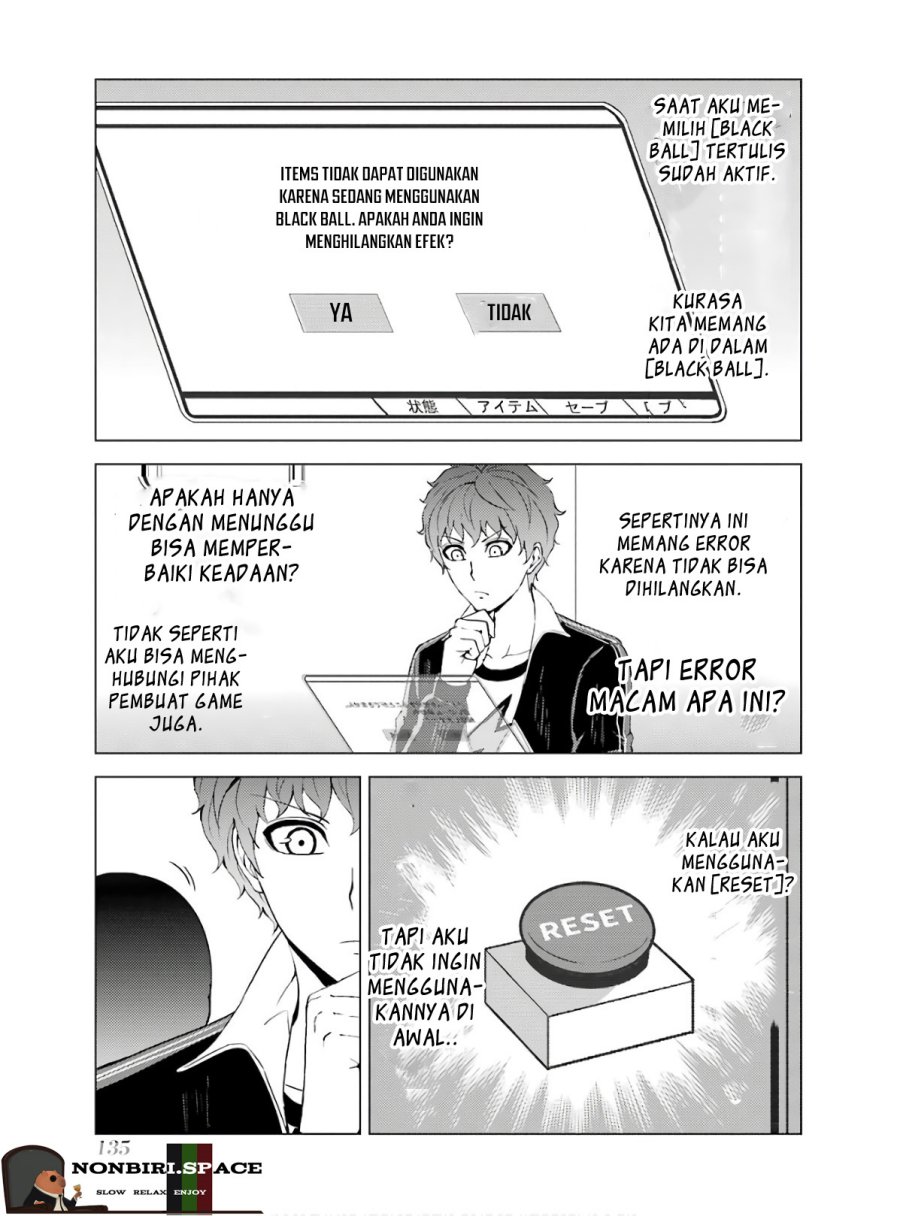 SAAT AKU ME-
MILIH [BLACK
BALL] TERTULIS
SUDAH AKTIF.
ITEMS TIDAK DAPAT DIGUNAKAN
KARENA SEDANG MENGGUNAKAN
BLACK BALL. APAKAH ANDA INGIN
MENGHILANGKAN EFEK?
YA
TIDAK
KURASA
KITA MEMANG
ADA DI DALAM
[BLACK BALL].
状態
アイテム
セーブ
SEPERTINYA INI
MEMANG ERROR
KARENA TIDAK BISA
DIHILANGKAN.
TAPI ERROR
MACAM APA INI?
APAKAH HANYA
DENGAN MENUNGGU
BISA MEMPER-
BAIKI KEADAAN?
TIDAK SEPERTI
AKU BISA MENG-
HUBUNGI PIHAK
PEMBUAT GAME
JUGA.
KALAU AKU
MENGGUNA-
KAN [RESET]?
RESET
TAPI AKU
TIDAK INGIN
MENGGUNA-
KANNYA DI
AWAL..
135
NONBIRI.SPACE
SLOW RELAX ENJOY